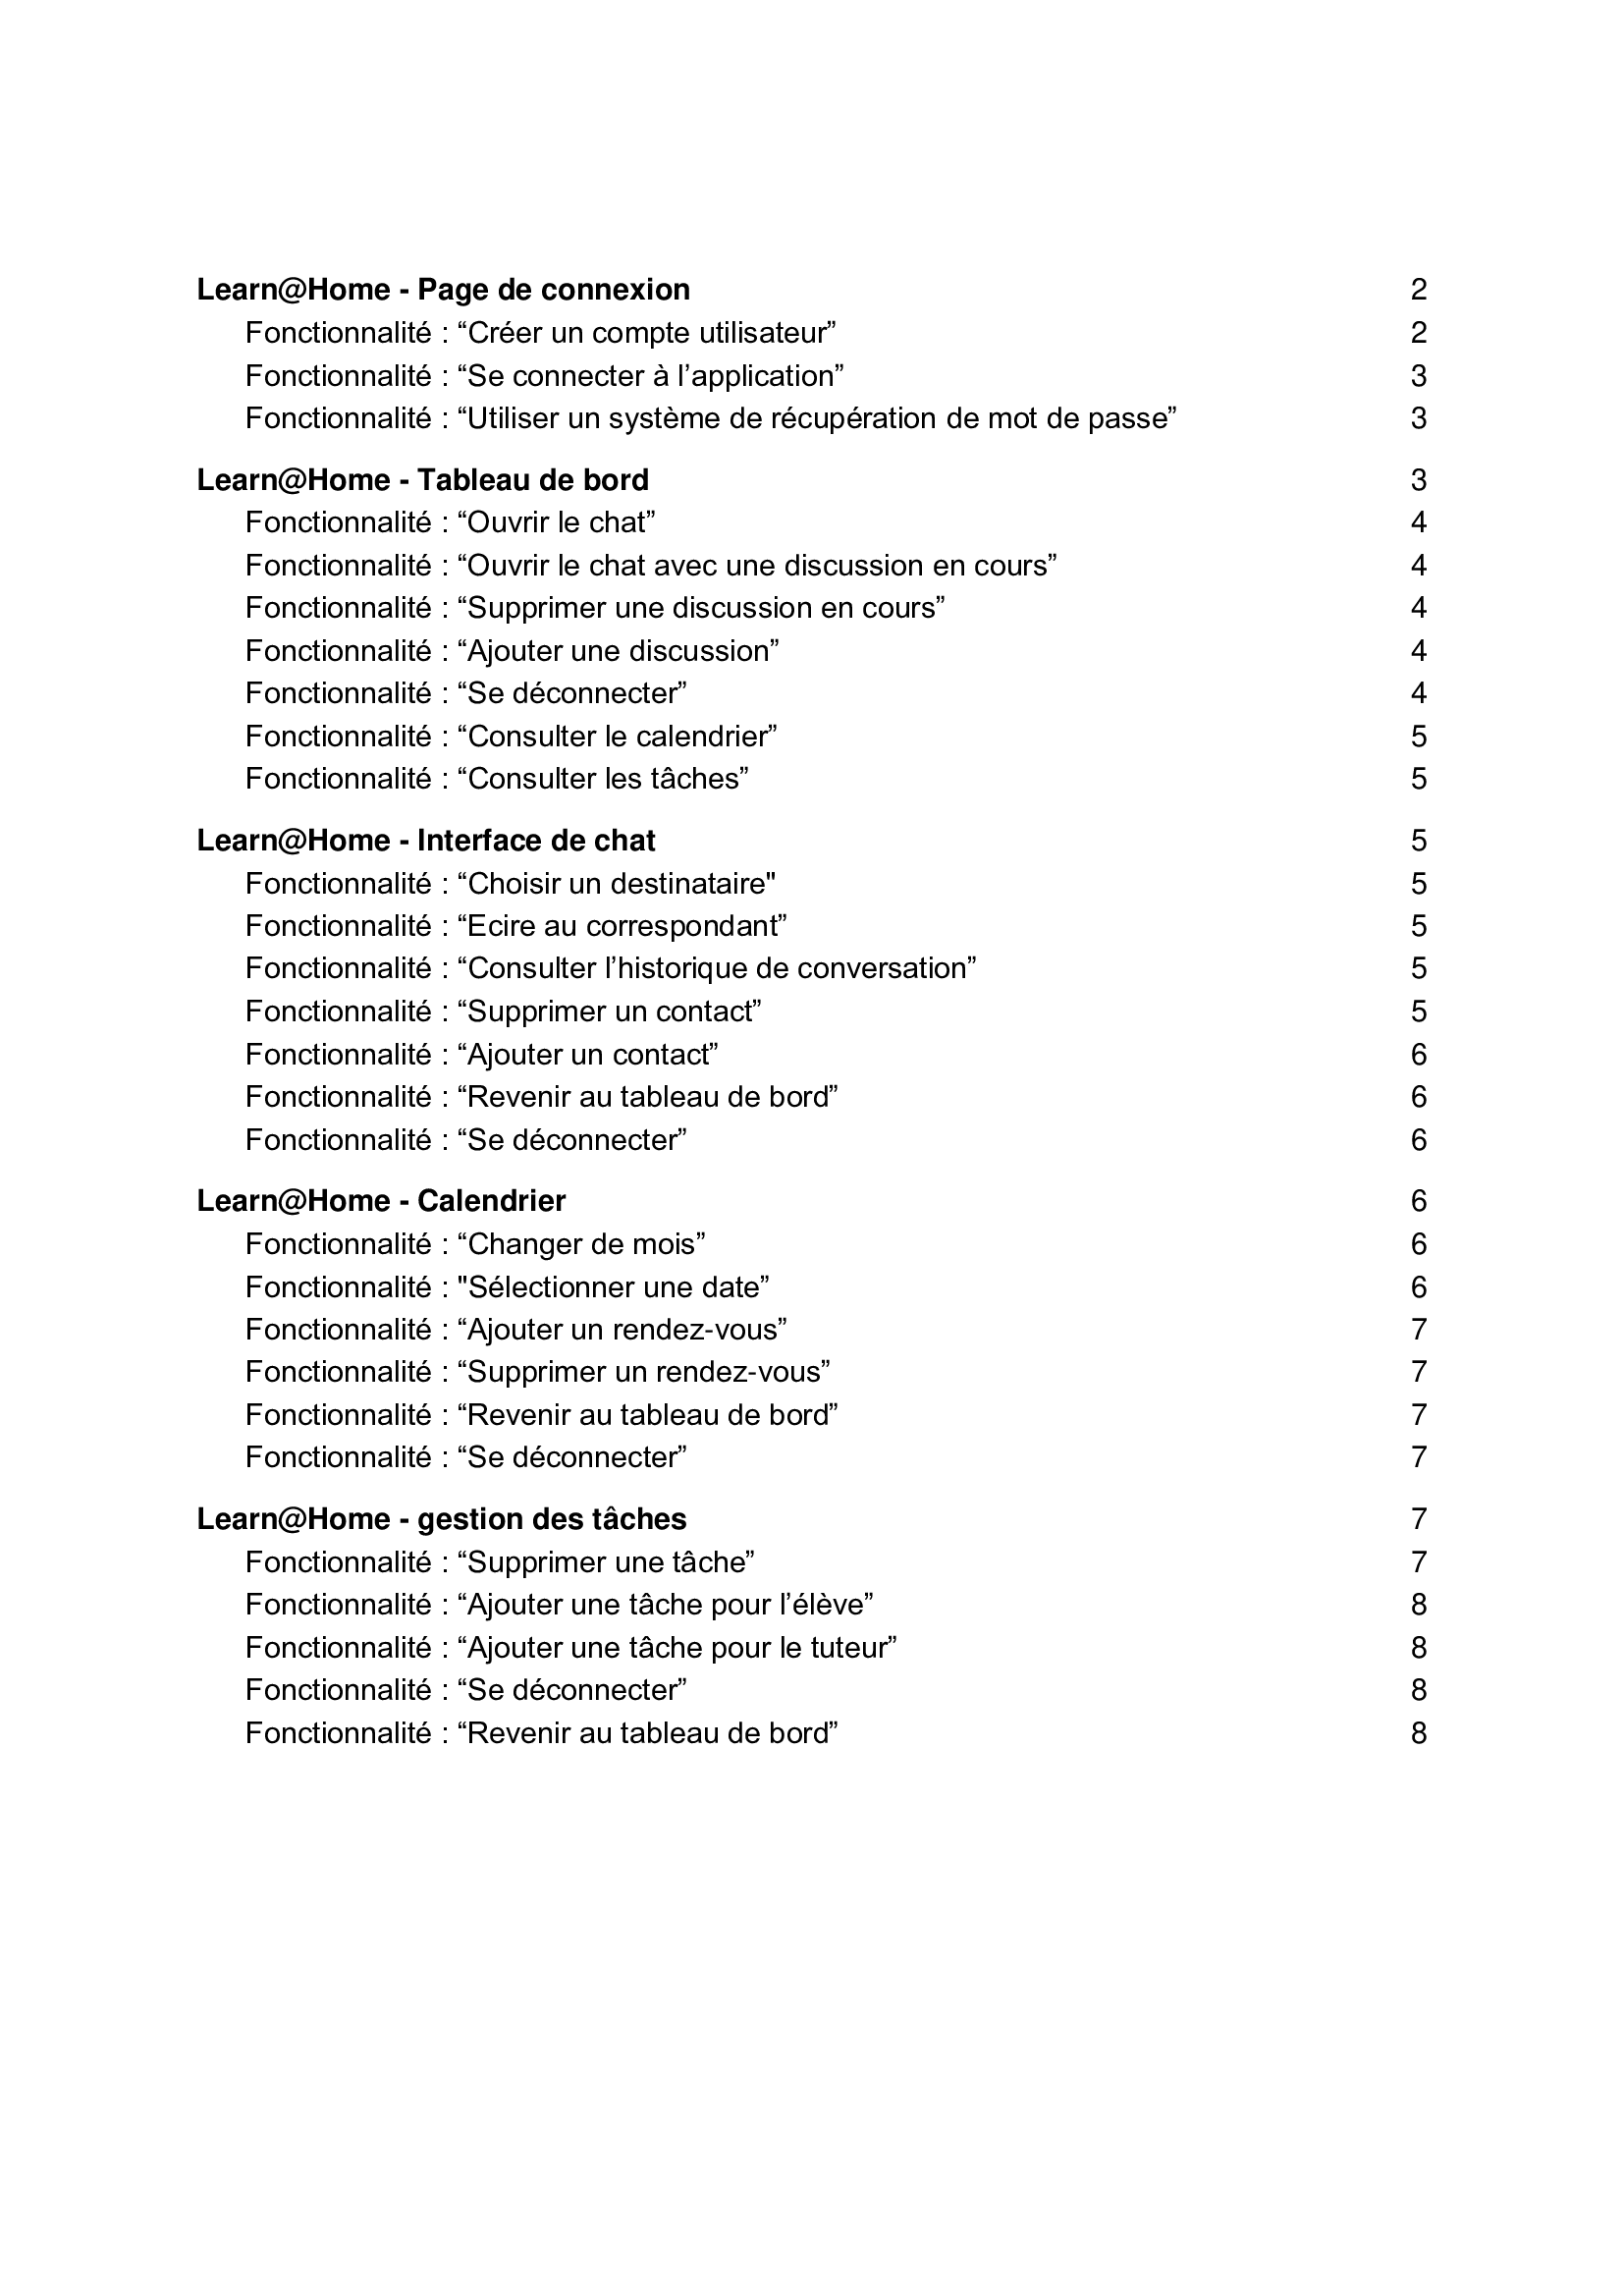 Learn@Home - Page de connexion 2
Fonctionnalité : “Créer un compte utilisateur” 2
Fonctionnalité : “Se connecter à l’application” 3
Fonctionnalité : “Utiliser un système de récupération de mot de passe” 3
Learn@Home - Tableau de bord 3
Fonctionnalité : “Ouvrir le chat” 4
Fonctionnalité : “Ouvrir le chat avec une discussion en cours” 4
Fonctionnalité : “Supprimer une discussion en cours” 4
Fonctionnalité : “Ajouter une discussion” 4
Fonctionnalité : “Se déconnecter” 4
Fonctionnalité : “Consulter le calendrier” 5
Fonctionnalité : “Consulter les tâches” 5
Learn@Home - Interface de chat 5
Fonctionnalité : “Choisir un destinataire" 5
Fonctionnalité : “Ecire au correspondant” 5
Fonctionnalité : “Consulter l’historique de conversation” 5
Fonctionnalité : “Supprimer un contact” 5
Fonctionnalité : “Ajouter un contact” 6
Fonctionnalité : “Revenir au tableau de bord” 6
Fonctionnalité : “Se déconnecter” 6
Learn@Home - Calendrier 6
Fonctionnalité : “Changer de mois” 6
Fonctionnalité : "Sélectionner une date” 6
Fonctionnalité : “Ajouter un rendez-vous” 7
Fonctionnalité : “Supprimer un rendez-vous” 7
Fonctionnalité : “Revenir au tableau de bord” 7
Fonctionnalité : “Se déconnecter” 7
Learn@Home - gestion des tâches 7
Fonctionnalité : “Supprimer une tâche” 7
Fonctionnalité : “Ajouter une tâche pour l’élève” 8
Fonctionnalité : “Ajouter une tâche pour le tuteur” 8
Fonctionnalité : “Se déconnecter” 8
Fonctionnalité : “Revenir au tableau de bord” 8